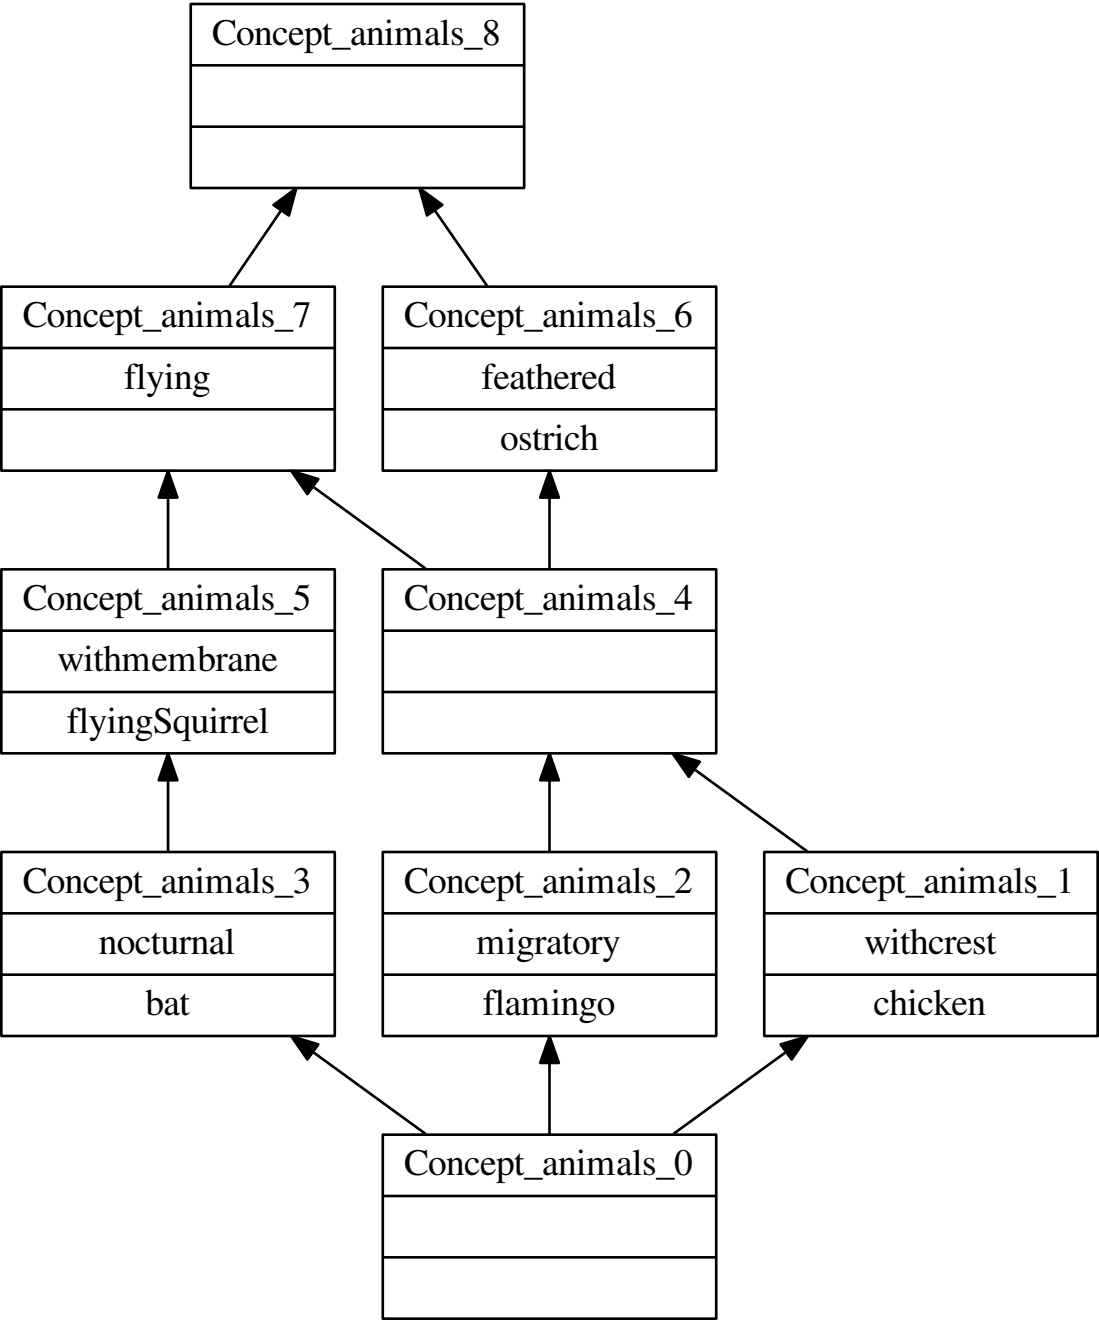 Concept_animals_8
Concept_animals_7
flying
Concept_animals_6
feathered
ostrich
Concept_animals_5
withmembrane
flyingSquirrel
Concept_animals_4
Concept_animals_3
nocturnal
bat
Concept_animals_2
migratory
flamingo
Concept_animals_1
withcrest
chicken
Concept_animals_0